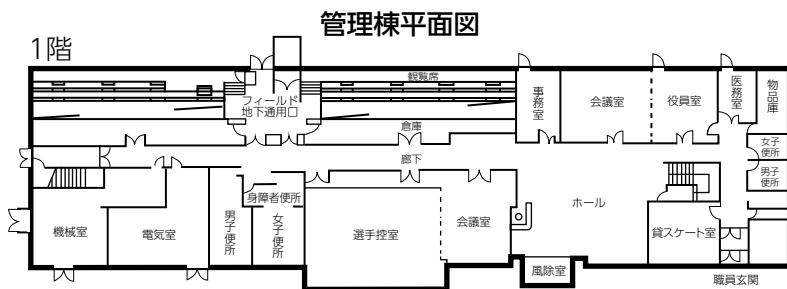 管理棟平面図
1階
観覧席
フィールド
地下通用口
倉庫
廊下
事務室
会議室
役員室
医務室
物品庫
女子
便所
男子
便所
機械室
電気室
男子便所
身障者便所
女子便所
選手控室
会議室
ホール
貸スケート室
風除室
職員玄関